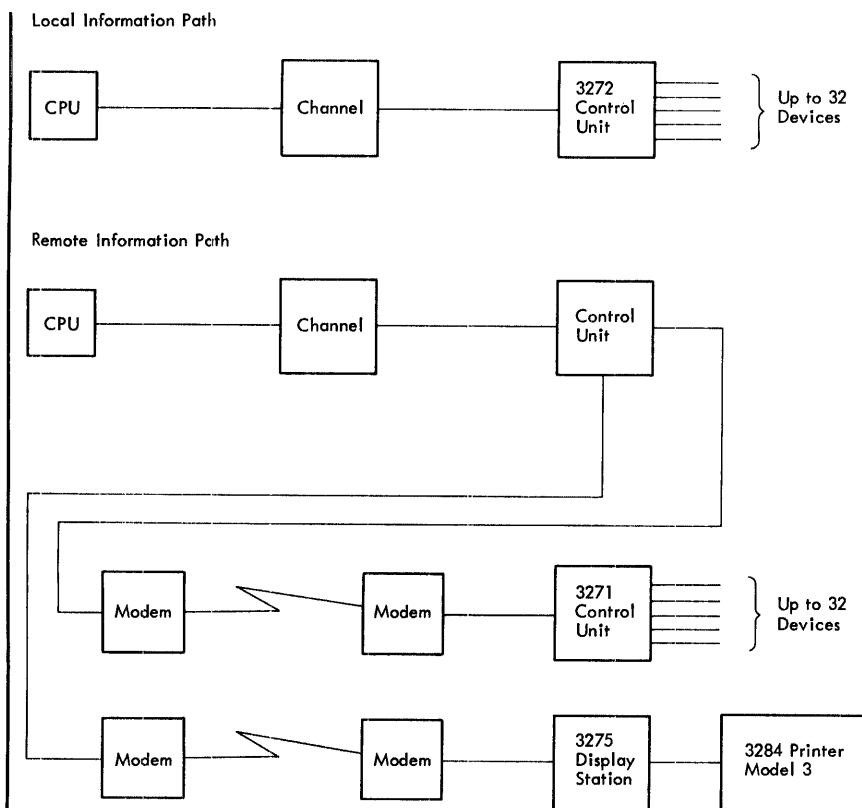 Local Information Path
CPU
Channel
3272
Control
Unit
Up to 32
Devices
Remote Information Path
CPU
Channel
Control
Unit
Modem
Modem
3271
Control
Unit
Up to 32
Devices
Modem
Modem
3275
Display
Station
3284 Printer
Model 3